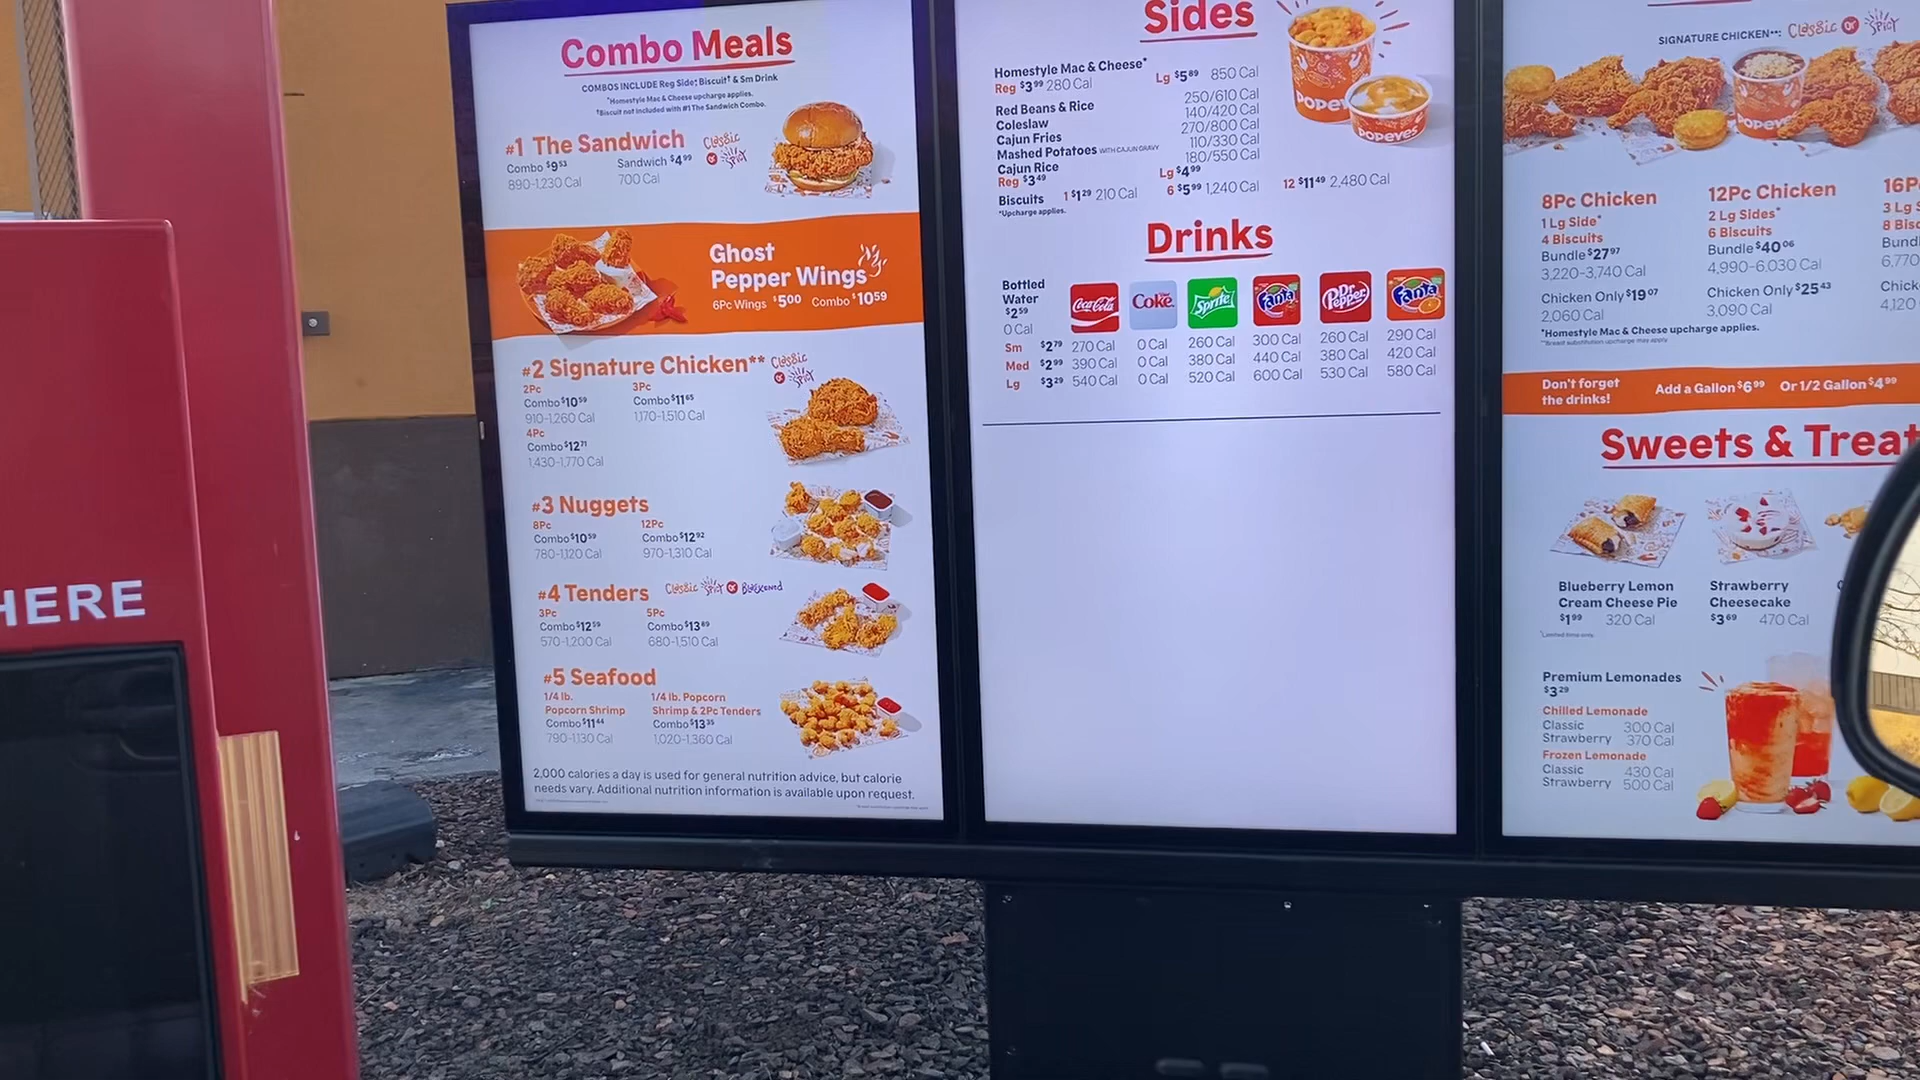 HERE
Combo Meals
COMBOS INCLUDE Reg Side*, Biscuit† & Sm Drink
*Homestyle Mac & Cheese upcharge applies.
†Biscuit not included with #1 The Sandwich Combo.
#1 The Sandwich
Classic or Spicy
Combo $9.53
890-1,230 Cal
Sandwich $4.99
700 Cal
Ghost
Pepper Wings
6Pc Wings $5.00 Combo $10.59
#2 Signature Chicken**
Classic or Spicy
2Pc
Combo $10.59
910-1,260 Cal
3Pc
Combo $11.65
1,170-1,510 Cal
4Pc
Combo $12.71
1,430-1,770 Cal
#3 Nuggets
8Pc
Combo $10.59
780-1,120 Cal
12Pc
Combo $12.92
970-1,310 Cal
#4 Tenders
Classic Spicy or Blackened
3Pc
Combo $12.59
570-1,200 Cal
5Pc
Combo $13.89
680-1,510 Cal
#5 Seafood
1/4 lb.
Popcorn Shrimp
Combo $11.44
790-1,130 Cal
1/4 lb. Popcorn
Shrimp & 2Pc Tenders
Combo $13.35
1,020-1,360 Cal
2,000 calories a day is used for general nutrition advice, but calorie
needs vary. Additional nutrition information is available upon request.
Sides
Homestyle Mac & Cheese*
Reg $3.99 280 Cal Lg $5.89 850 Cal
Red Beans & Rice 250/610 Cal
Coleslaw 140/420 Cal
Cajun Fries 270/800 Cal
Mashed Potatoes WITH CAJUN GRAVY 110/330 Cal
Cajun Rice 180/550 Cal
Reg $3.49 Lg $4.99
Biscuits 1 $1.29 210 Cal 6 $5.99 1,240 Cal 12 $11.49 2,480 Cal
*Upcharge applies.
POPEY
POPEYES
Drinks
Bottled
Water
$2.59
0 Cal
Coca-Cola
Coke
Sprite
Fanta
Dr Pepper
Fanta
Sm $2.79 270 Cal 0 Cal 260 Cal 300 Cal 260 Cal 290 Cal
Med $2.99 390 Cal 0 Cal 380 Cal 440 Cal 380 Cal 420 Cal
Lg $3.29 540 Cal 0 Cal 520 Cal 600 Cal 530 Cal 580 Cal
SIGNATURE CHICKEN**: Classic or Spicy
POPEY
8Pc Chicken
1 Lg Side*
4 Biscuits
Bundle $27.97
3,220-3,740 Cal
Chicken Only $19.07
2,060 Cal
12Pc Chicken
2 Lg Sides*
6 Biscuits
Bundle $40.06
4,990-6,030 Cal
Chicken Only $25.43
3,090 Cal
16P
3 Lg S
8 Bisc
Bundl
6,770
Chick
4,120
*Homestyle Mac & Cheese upcharge applies.
**Breast substitution upcharge may apply
Don't forget
the drinks!
Add a Gallon $6.99 Or 1/2 Gallon $4.99
Sweets & Treat
Blueberry Lemon
Cream Cheese Pie
$1.99 320 Cal
*Limited time only.
Strawberry
Cheesecake
$3.69 470 Cal
Premium Lemonades
$3.29
Chilled Lemonade
Classic 300 Cal
Strawberry 370 Cal
Frozen Lemonade
Classic 430 Cal
Strawberry 500 Cal